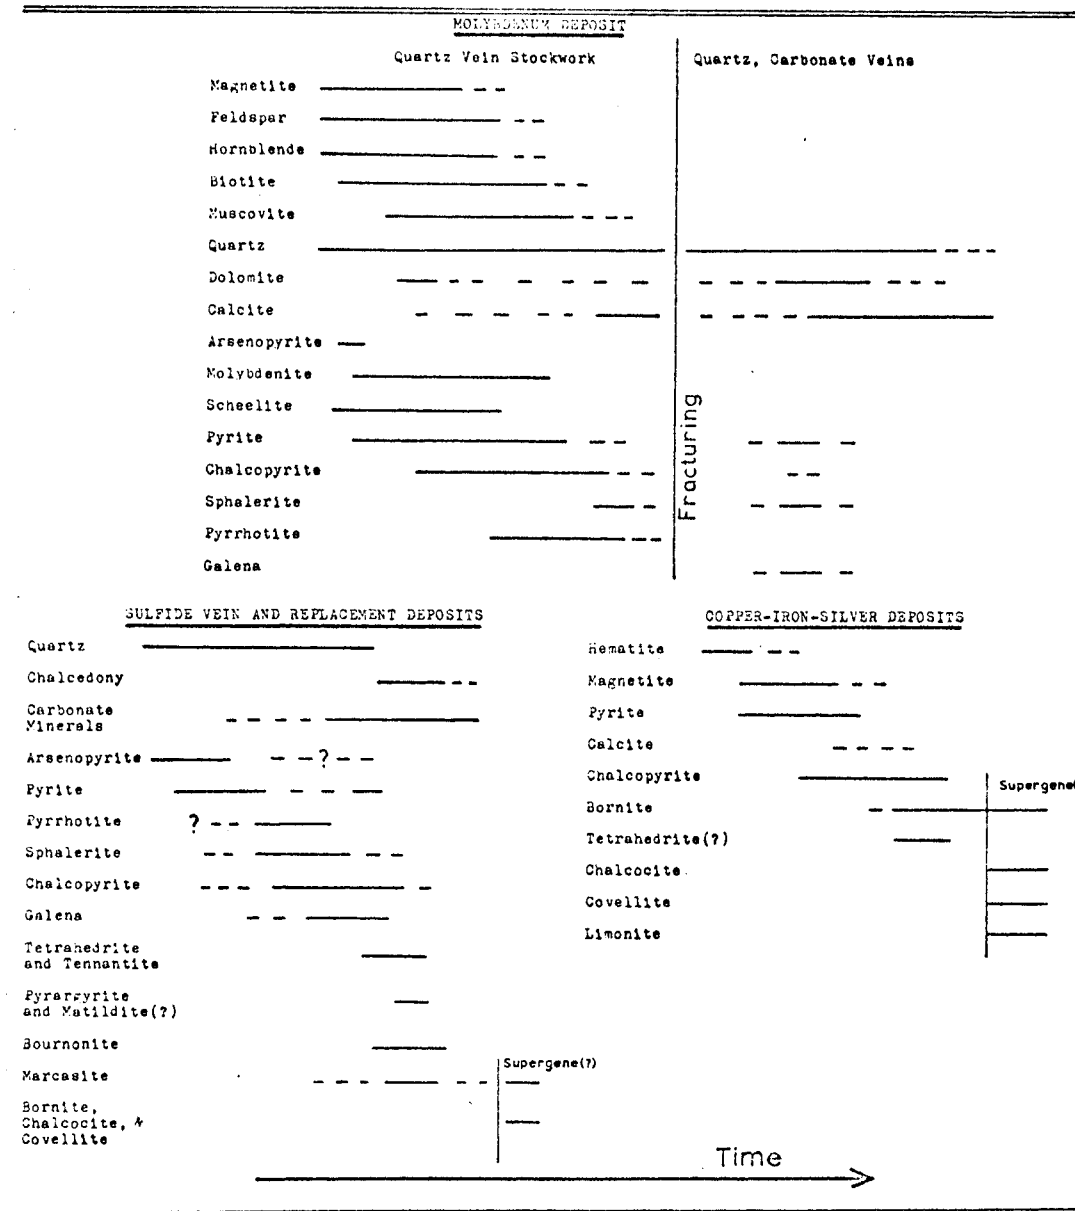 MOLYBDENUM DEPOSIT
Quartz Vein Stockwork
Quartz, Carbonate Veins
Magnetite
Feldspar
Hornblende
Biotite
Muscovite
Quartz
Dolomite
Calcite
Arsenopyrite
Molybdenite
Scheelite
Pyrite
Chalcopyrite
Sphalerite
Pyrrhotite
Galena
Fracturing
SULFIDE VEIN AND REPLACEMENT DEPOSITS
Quartz
Chalcedony
Carbonate
Minerals
Arsenopyrite
?
Pyrite
Pyrrhotite
?
Sphalerite
Chalcopyrite
Galena
Tetrahedrite
and Tennantite
Pyrargyrite
and Matildite(?)
Bournonite
Marcasite
Supergene(?)
Bornite,
Chalcocite, &
Covellite
COPPER-IRON-SILVER DEPOSITS
Hematite
Magnetite
Pyrite
Calcite
Chalcopyrite
Supergene(
Bornite
Tetrahedrite(?)
Chalcocite
Covellite
Limonite
Time